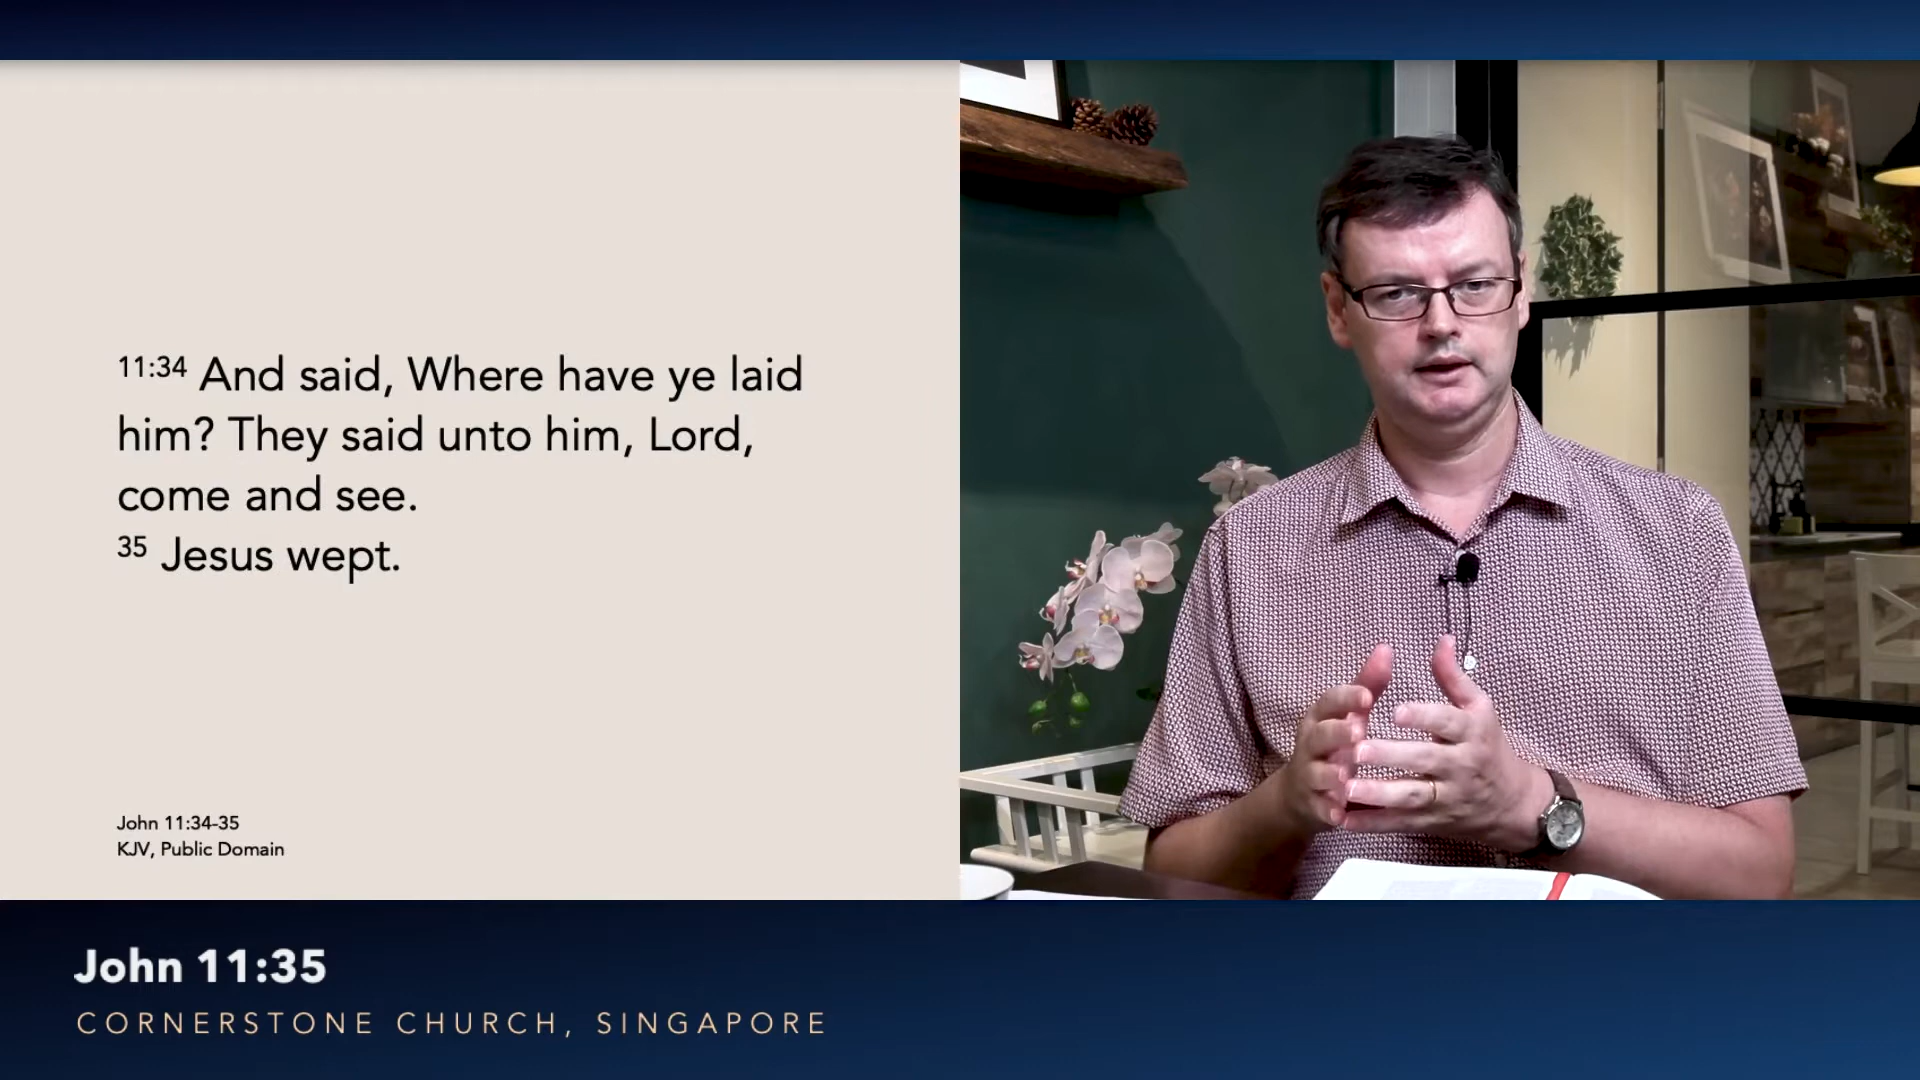 11:34 And said, Where have ye laid
him? They said unto him, Lord,
come and see.
35 Jesus wept.
John 11:34-35
KJV, Public Domain
John 11:35
CORNERSTONE CHURCH, SINGAPORE